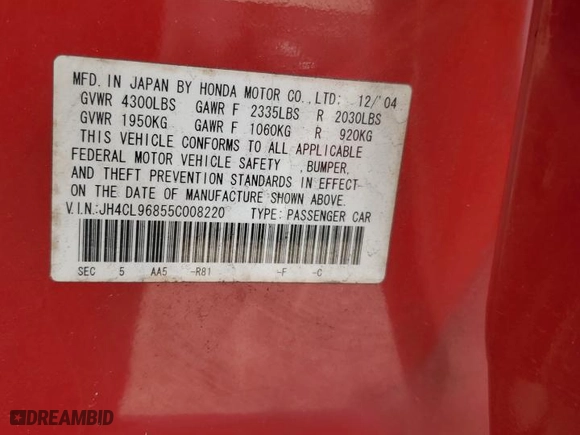 MFD. IN JAPAN BY HONDA MOTOR CO., LTD: 12/'04
GVWR 4300LBS GAWR F 2335LBS R 2030LBS
GVWR 1950KG GAWR F 1060KG R 920KG
THIS VEHICLE CONFORMS TO ALL APPLICABLE
FEDERAL MOTOR VEHICLE SAFETY ,BUMPER,
AND THEFT PREVENTION STANDARDS IN EFFECT
ON THE DATE OF MANUFACTURE SHOWN ABOVE.
V.I.N.:JH4CL96855C008220 TYPE: PASSENGER CAR
SEC 5 AA5 -R81 -F -C
DREAMBID